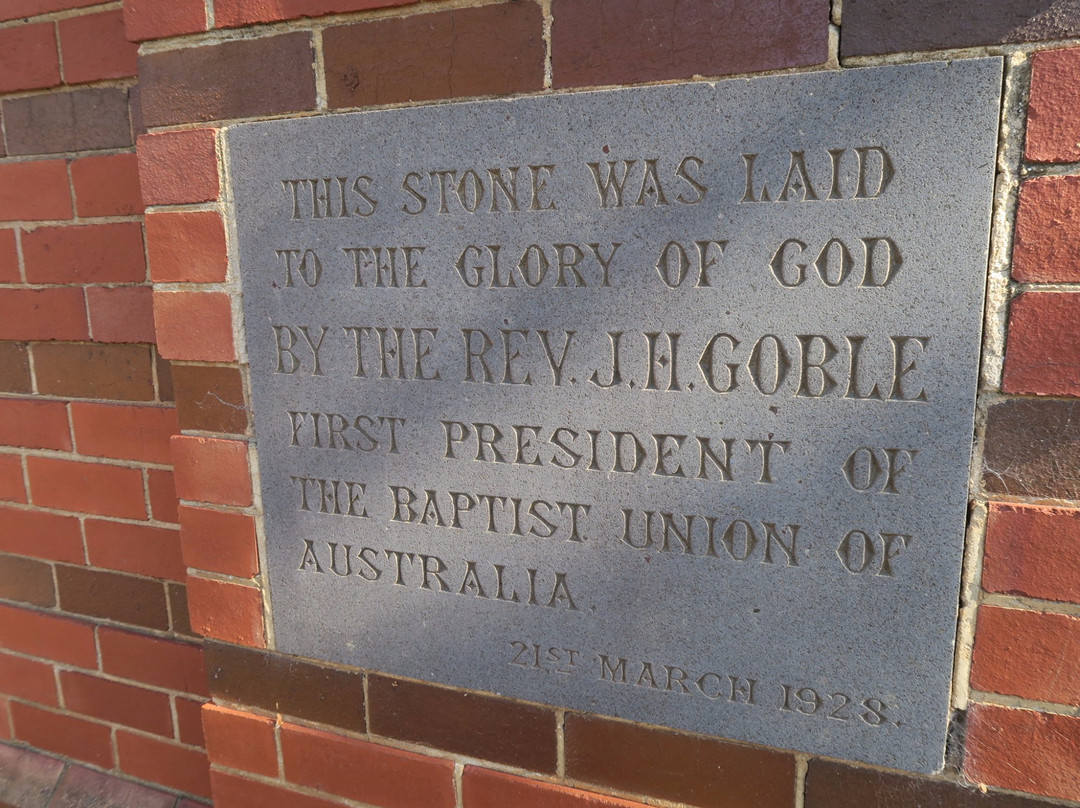 THIS STONE WAS LAID
TO THE GLORY OF GOD
BY THE REV. J.H. GOBLE
FIRST PRESIDENT OF
THE BAPTIST UNION OF
AUSTRALIA.
21ST MARCH 1928.